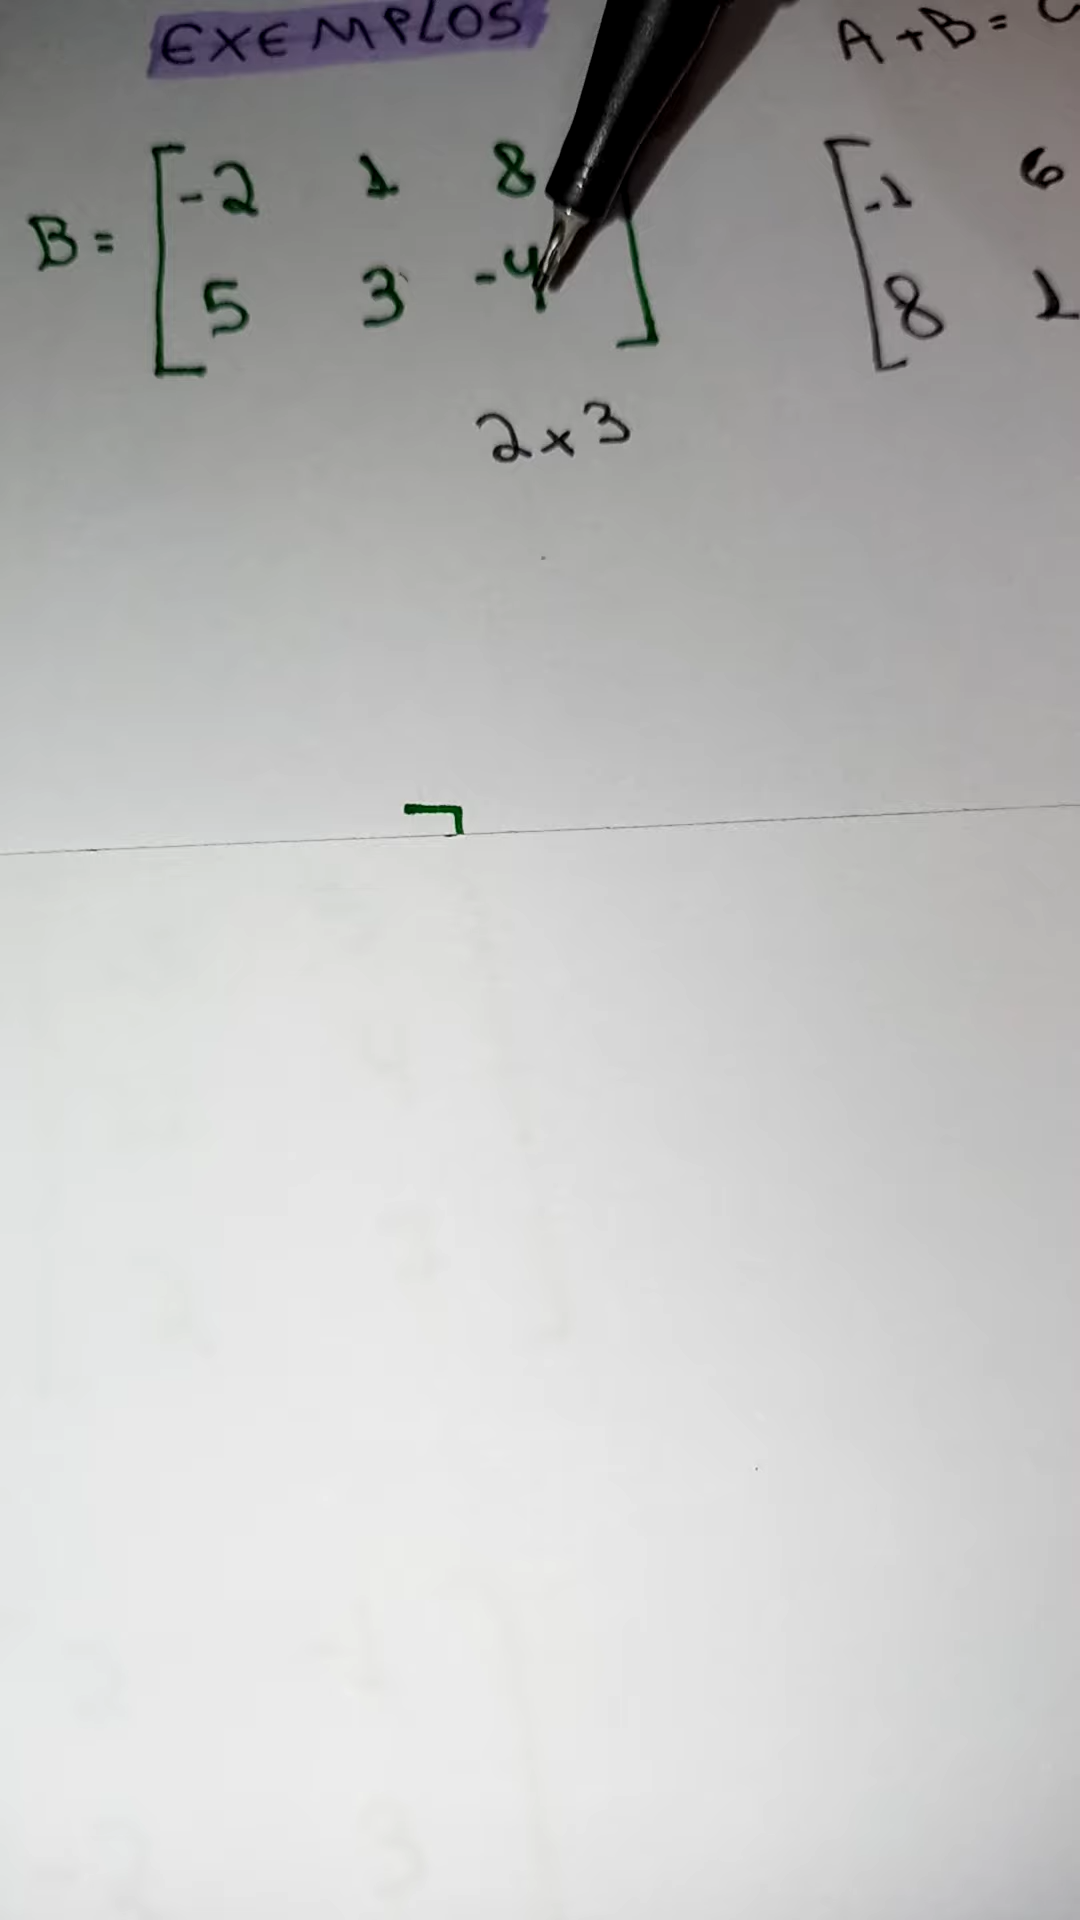 EXEMPLOS
A+B=
B = [-2 1 8
5 3 -4]
2x3
[-1 6
8 1